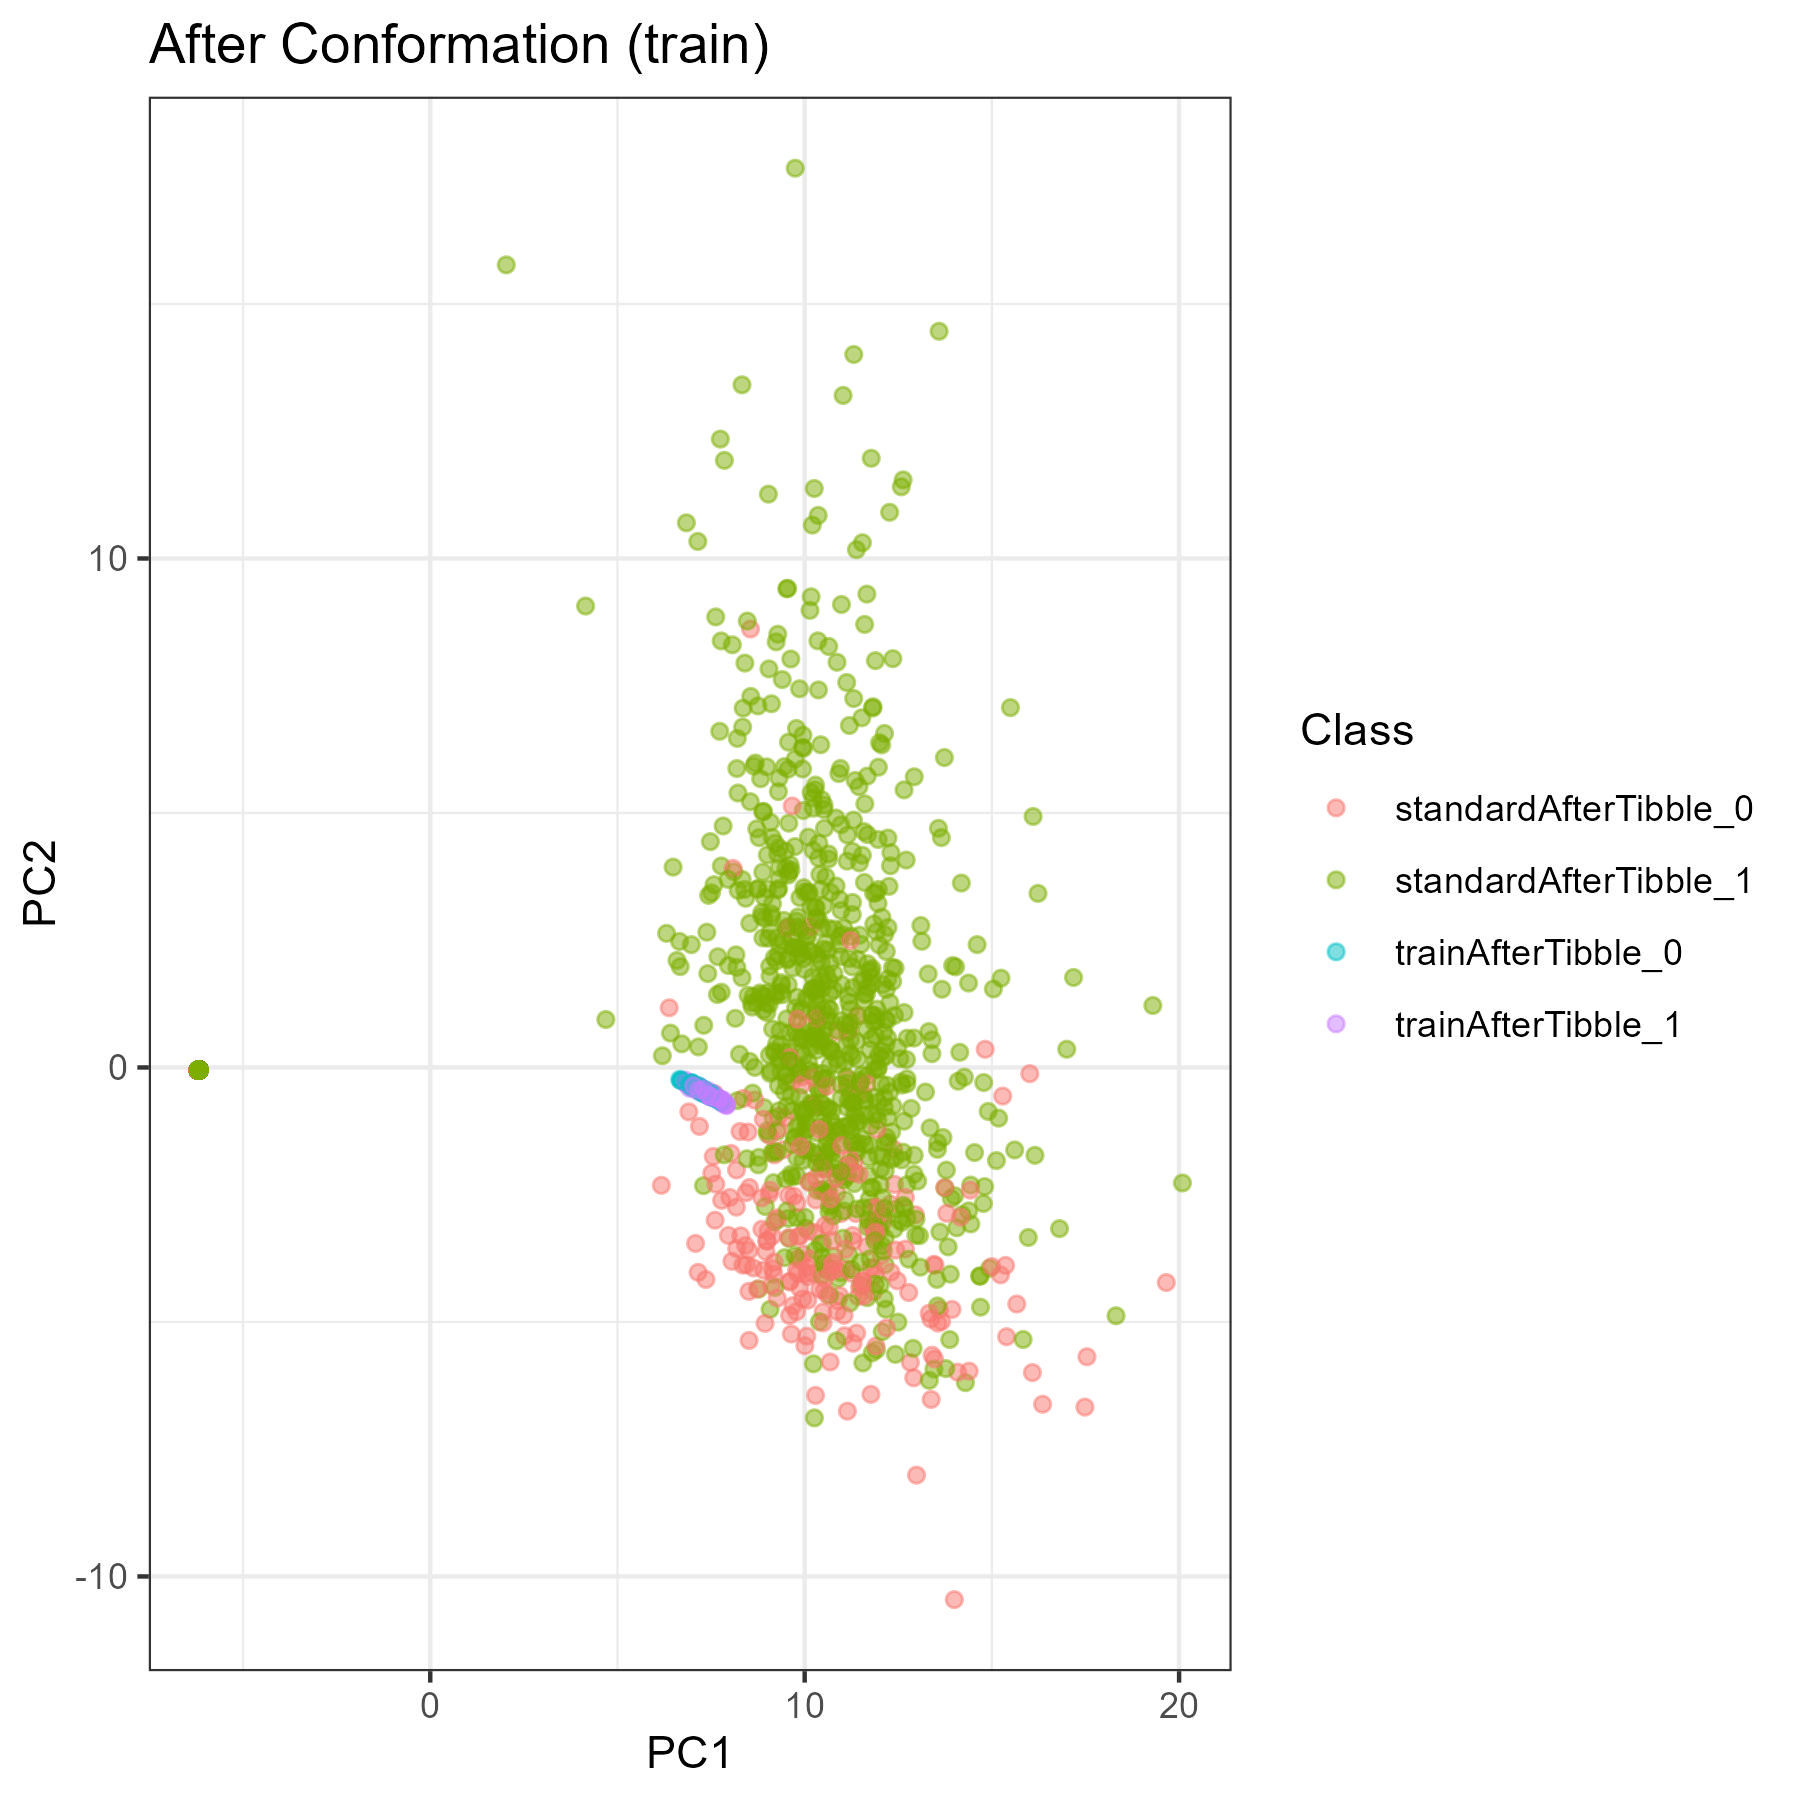 After Conformation (train)
PC2
10
0
-10
0
10
20
PC1
Class
standardAfterTibble_0
standardAfterTibble_1
trainAfterTibble_0
trainAfterTibble_1